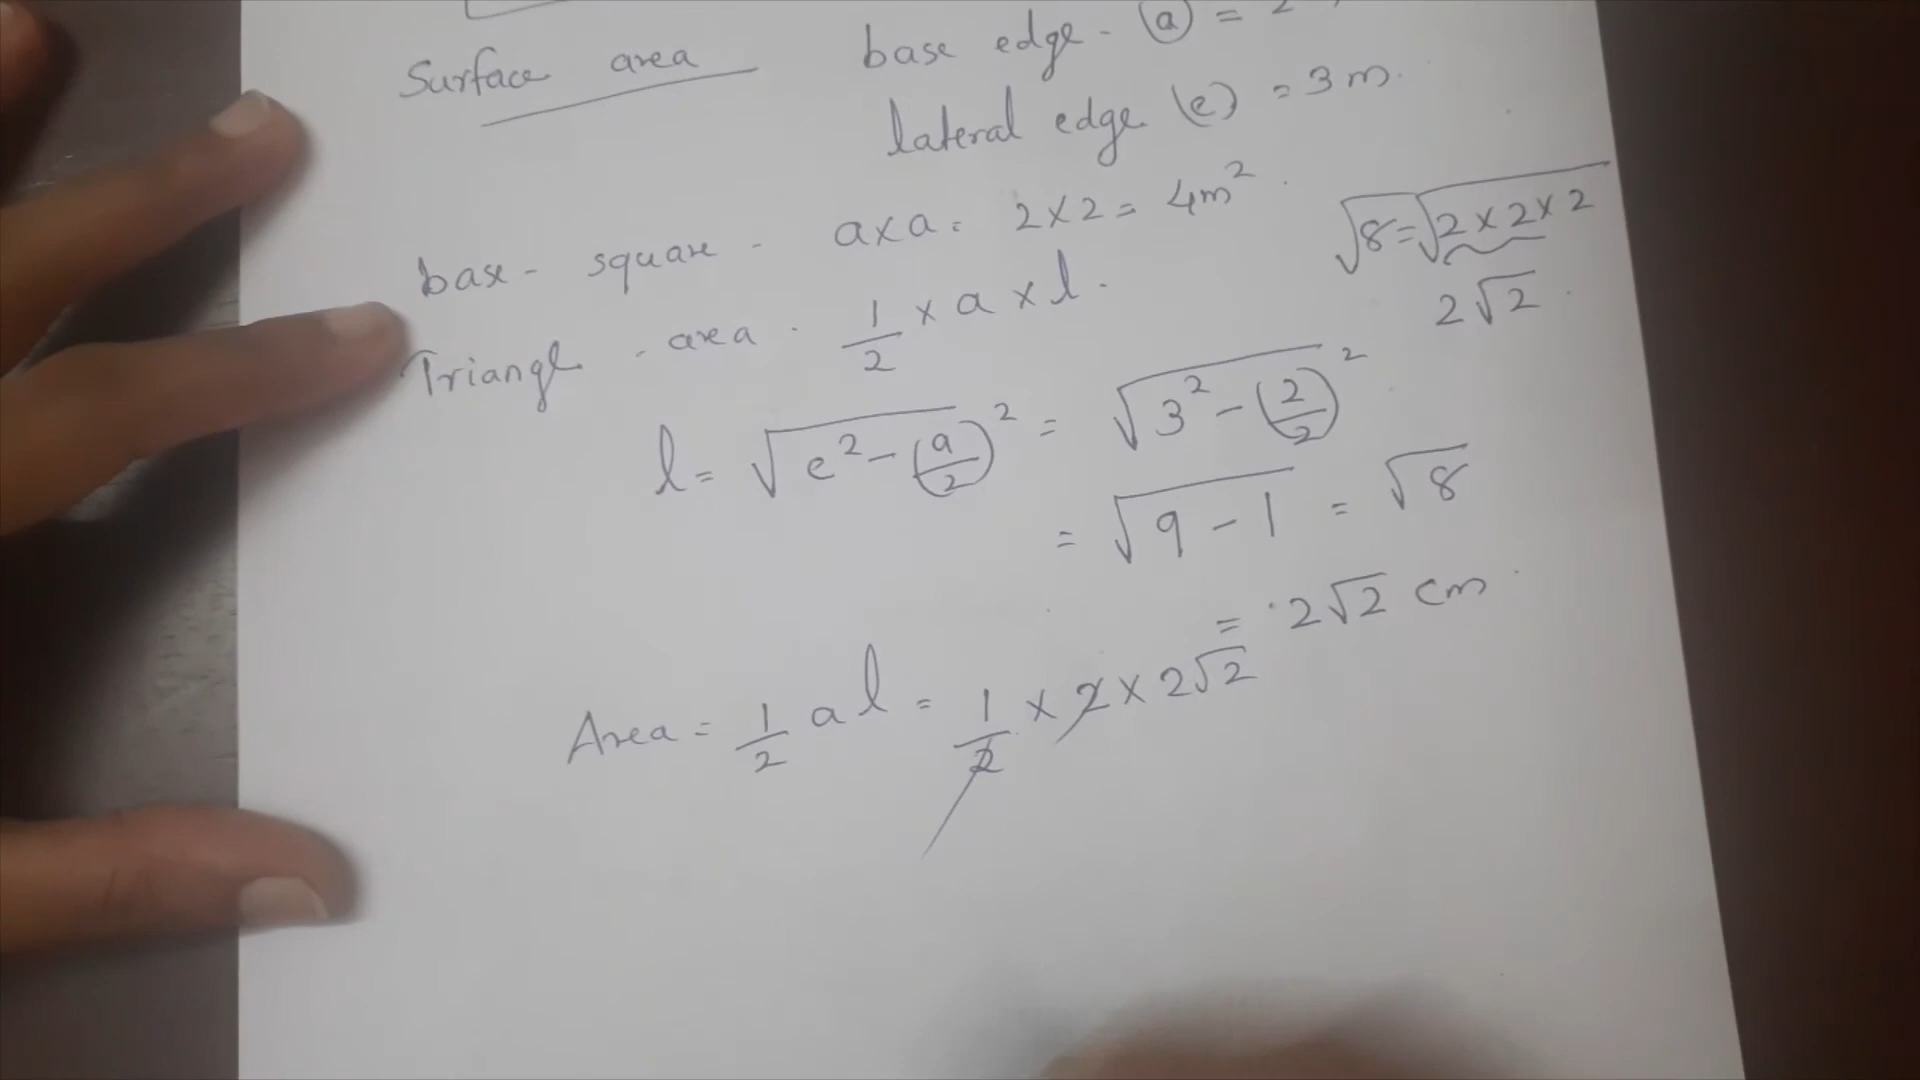 Surface area
base edge - (a) = 2
lateral edge (e) = 3 m.
base - square - a x a = 2 x 2 = 4m²
Triangl - area - 1/2 x a x l.
√8 = √2 x 2 x 2
2√2
l = √e² - (a/2)² = √3² - (2/2)²
= √9 - 1 = √8
= 2√2 cm
Area = 1/2 a l = 1/2 x 2 x 2√2